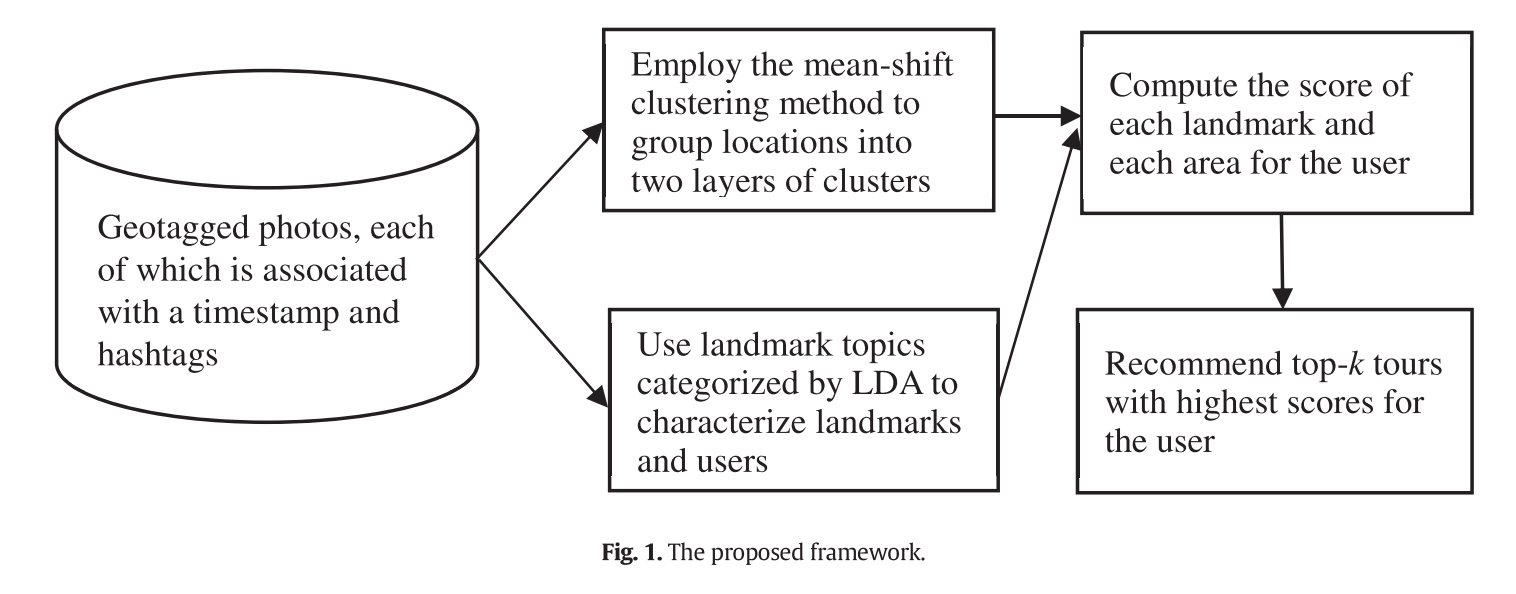 Geotagged photos, each
of which is associated
with a timestamp and
hashtags
Employ the mean-shift
clustering method to
group locations into
two layers of clusters
Use landmark topics
categorized by LDA to
characterize landmarks
and users
Compute the score of
each landmark and
each area for the user
Recommend top-k tours
with highest scores for
the user
Fig. 1. The proposed framework.